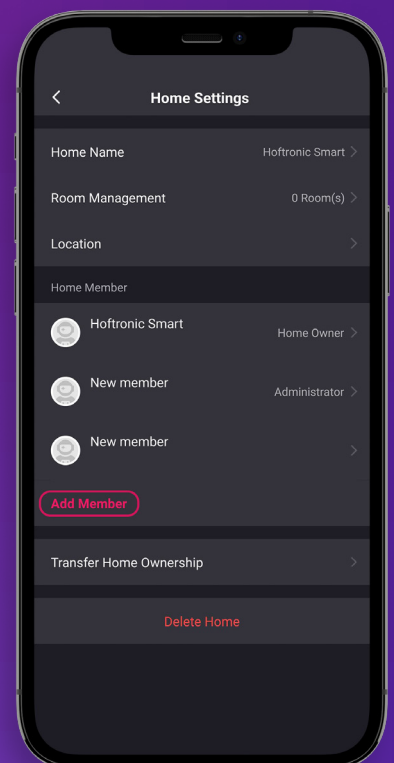 Home Settings
Home Name Hoftronic Smart
Room Management 0 Room(s)
Location
Home Member
Hoftronic Smart
Home Owner
New member
Administrator
New member
Add Member
Transfer Home Ownership
Delete Home